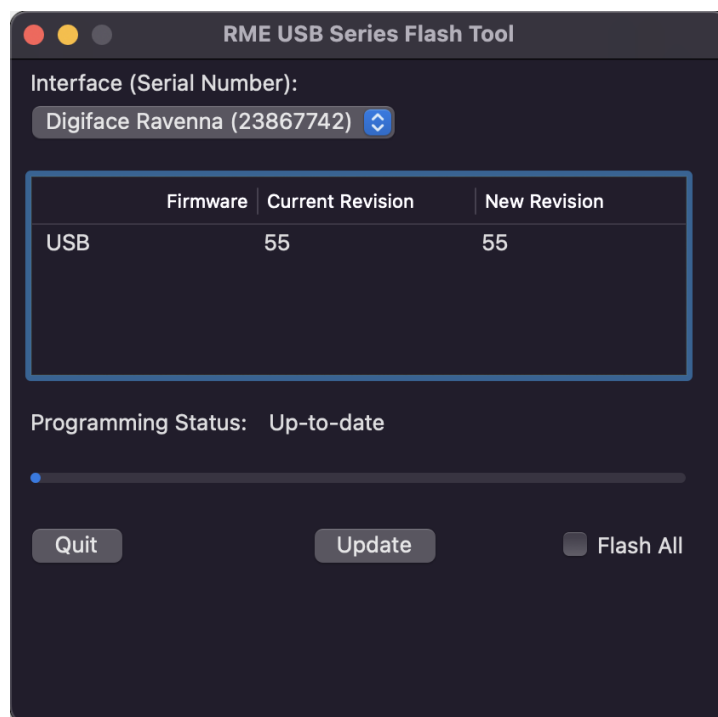 RME USB Series Flash Tool
Interface (Serial Number):
Digiface Ravenna (23867742)
Firmware Current Revision New Revision
USB 55 55
Programming Status: Up-to-date
Quit Update Flash All